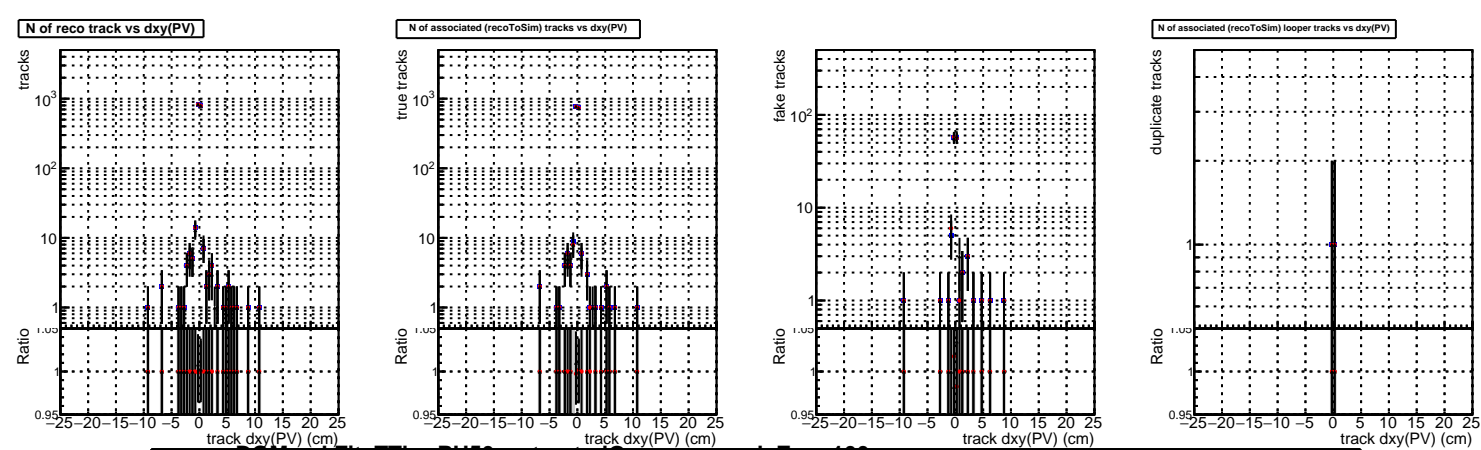 N of reco track vs dxy(PV)
N of associated (recoToSim) tracks vs dxy(PV)
N of associated (recoToSim) looper tracks vs dxy(PV)
tracks
10³
10²
10
1
1.05
Ratio
1
0.95
−25 −20 −15 −10 −5 0 5 10 15 20 25
track dxy(PV) (cm)
true tracks
10³
10²
10
1
1.05
Ratio
1
0.95
−25 −20 −15 −10 −5 0 5 10 15 20 25
track dxy(PV) (cm)
fake tracks
10²
10
1
1.05
Ratio
1
0.95
−25 −20 −15 −10 −5 0 5 10 15 20 25
track dxy(PV) (cm)
duplicate tracks
1
1.05
Ratio
1
0.95
−25 −20 −15 −10 −5 0 5 10 15 20 25
track dxy(PV) (cm)